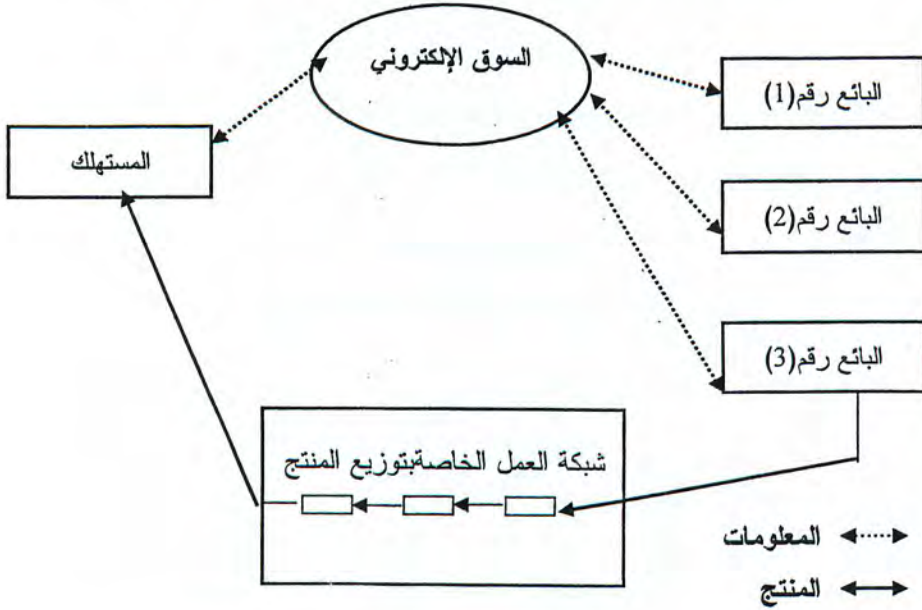 السوق الإلكتروني
البائع رقم(1)
المستهلك
البائع رقم(2)
البائع رقم(3)
شبكة العمل الخاصةبتوزيع المنتج
المعلومات
المنتج